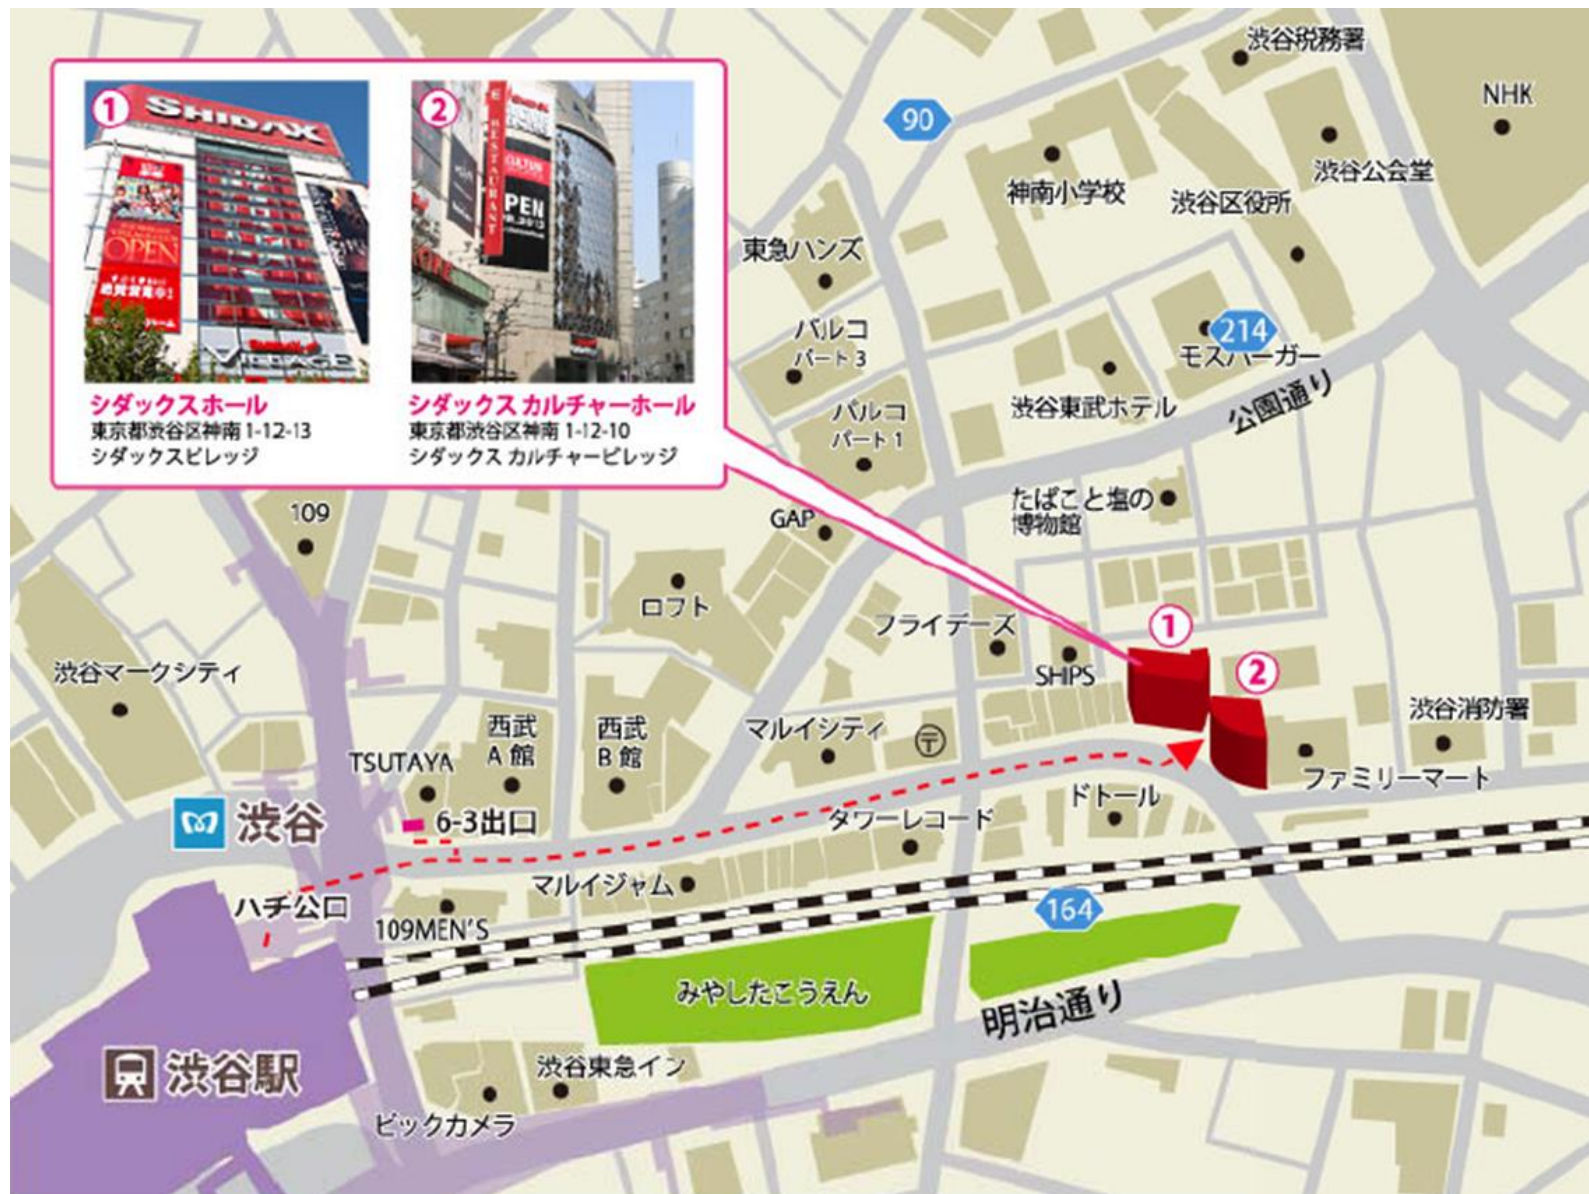 ①
SHIDAX
OPEN
VILLAGE
シダックスホール
東京都渋谷区神南 1-12-13
シダックスビレッジ
②
RESTAURANT
CULTURE
OPEN
シダックス カルチャーホール
東京都渋谷区神南 1-12-10
シダックス カルチャービレッジ
渋谷税務署
NHK
90
神南小学校
渋谷公会堂
渋谷区役所
東急ハンズ
パルコ
パート 3
214
モスバーガー
渋谷東武ホテル
公園通り
パルコ
パート 1
たばこと塩の
博物館
GAP
109
ロフト
フライデーズ
SHIPS
①
②
渋谷マークシティ
渋谷消防署
ファミリーマート
西武
A 館
西武
B 館
マルイシティ
〒
TSUTAYA
6-3出口
渋谷
ドトール
タワーレコード
マルイジャム
ハチ公口
109MEN'S
164
みやしたこうえん
明治通り
渋谷駅
渋谷東急イン
ビックカメラ